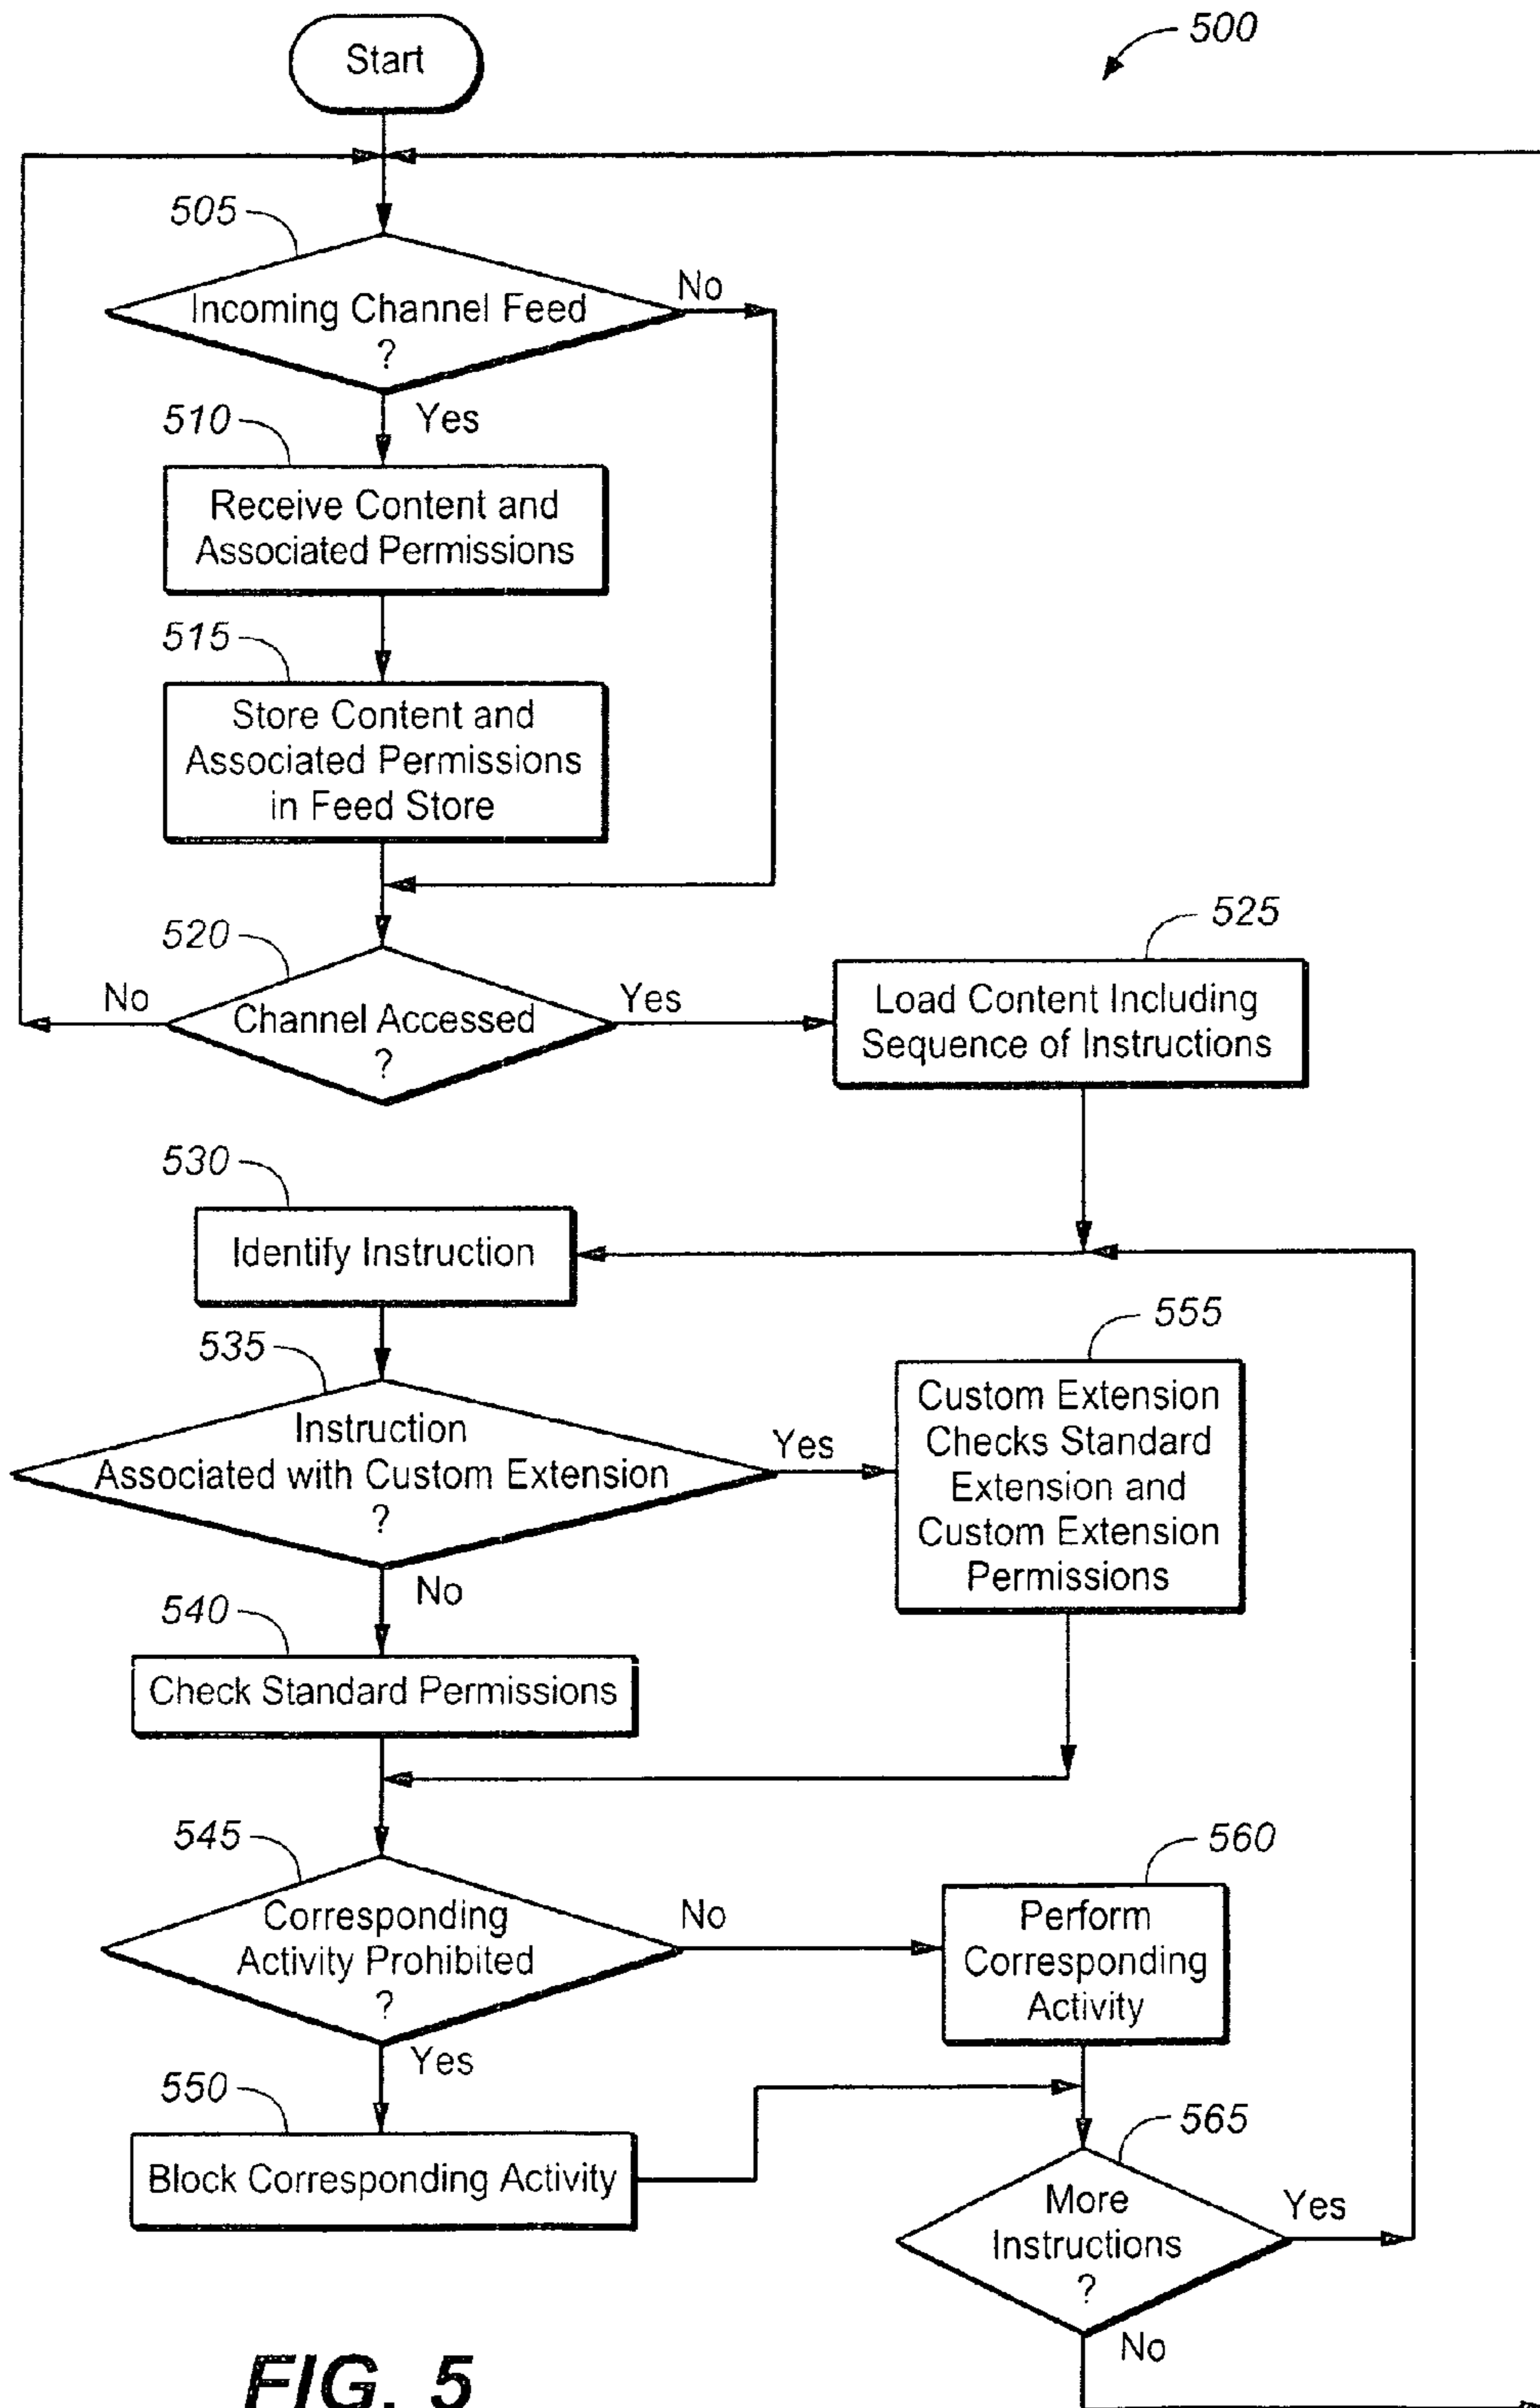 Start
500
505
Incoming Channel Feed
?
No
Yes
510
Receive Content and
Associated Permissions
515
Store Content and
Associated Permissions
in Feed Store
520
No
Channel Accessed
?
Yes
525
Load Content Including
Sequence of Instructions
530
Identify Instruction
535
Instruction
Associated with Custom Extension
?
Yes
No
555
Custom Extension
Checks Standard
Extension and
Custom Extension
Permissions
540
Check Standard Permissions
545
Corresponding
Activity Prohibited
?
No
Yes
560
Perform
Corresponding
Activity
550
Block Corresponding Activity
565
More
Instructions
?
Yes
No
FIG. 5